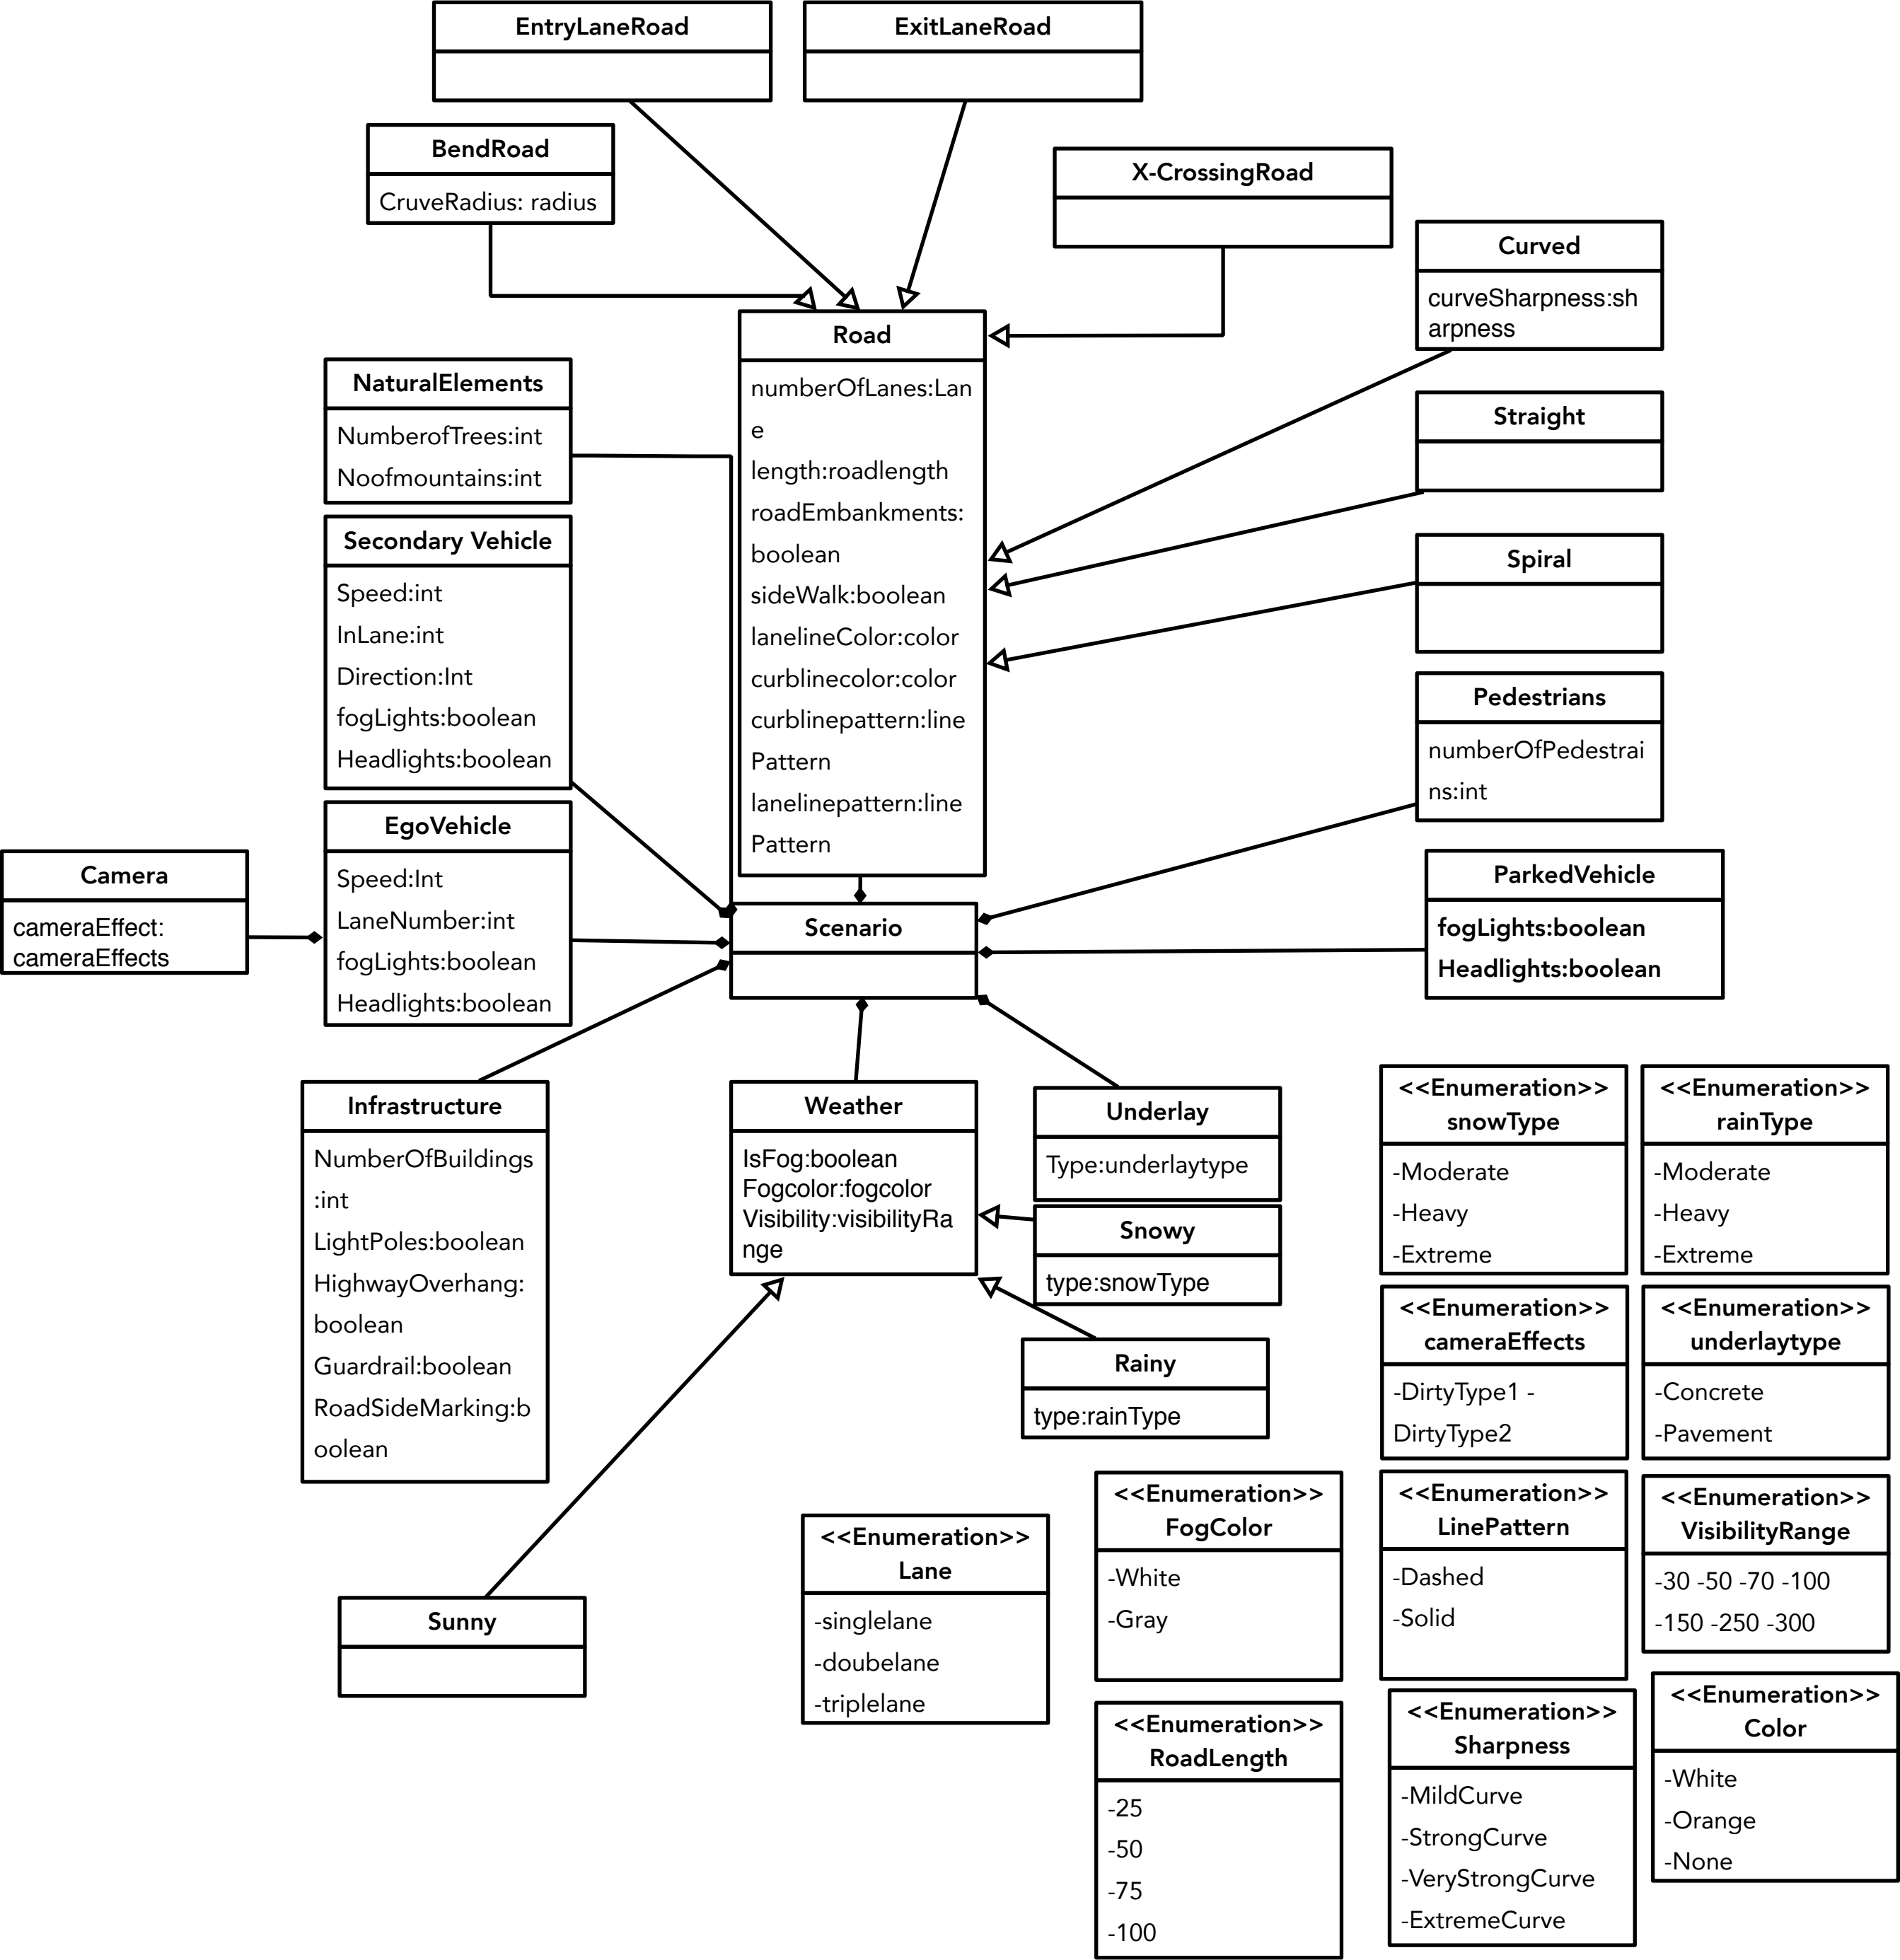 EntryLaneRoad
ExitLaneRoad
BendRoad
CruveRadius: radius
X-CrossingRoad
Curved
curveSharpness:sh
arpness
Road
numberOfLanes:Lan
e
length:roadlength
roadEmbankments:
boolean
sideWalk:boolean
lanelineColor:color
curblinecolor:color
curblinepattern:line
Pattern
lanelinepattern:line
Pattern
NaturalElements
NumberofTrees:int
Noofmountains:int
Straight
Secondary Vehicle
Speed:int
InLane:int
Direction:Int
fogLights:boolean
Headlights:boolean
Spiral
Pedestrians
numberOfPedestrai
ns:int
EgoVehicle
Speed:Int
LaneNumber:int
fogLights:boolean
Headlights:boolean
Camera
cameraEffect:
cameraEffects
Scenario
ParkedVehicle
fogLights:boolean
Headlights:boolean
Infrastructure
NumberOfBuildings
:int
LightPoles:boolean
HighwayOverhang:
boolean
Guardrail:boolean
RoadSideMarking:b
oolean
Weather
IsFog:boolean
Fogcolor:fogcolor
Visibility:visibilityRa
nge
Underlay
Type:underlaytype
Snowy
type:snowType
Rainy
type:rainType
Sunny
<<Enumeration>>
snowType
-Moderate
-Heavy
-Extreme
<<Enumeration>>
rainType
-Moderate
-Heavy
-Extreme
<<Enumeration>>
cameraEffects
-DirtyType1 -
DirtyType2
<<Enumeration>>
underlaytype
-Concrete
-Pavement
<<Enumeration>>
Lane
-singlelane
-doubelane
-triplelane
<<Enumeration>>
FogColor
-White
-Gray
<<Enumeration>>
LinePattern
-Dashed
-Solid
<<Enumeration>>
VisibilityRange
-30 -50 -70 -100
-150 -250 -300
<<Enumeration>>
RoadLength
-25
-50
-75
-100
<<Enumeration>>
Sharpness
-MildCurve
-StrongCurve
-VeryStrongCurve
-ExtremeCurve
<<Enumeration>>
Color
-White
-Orange
-None